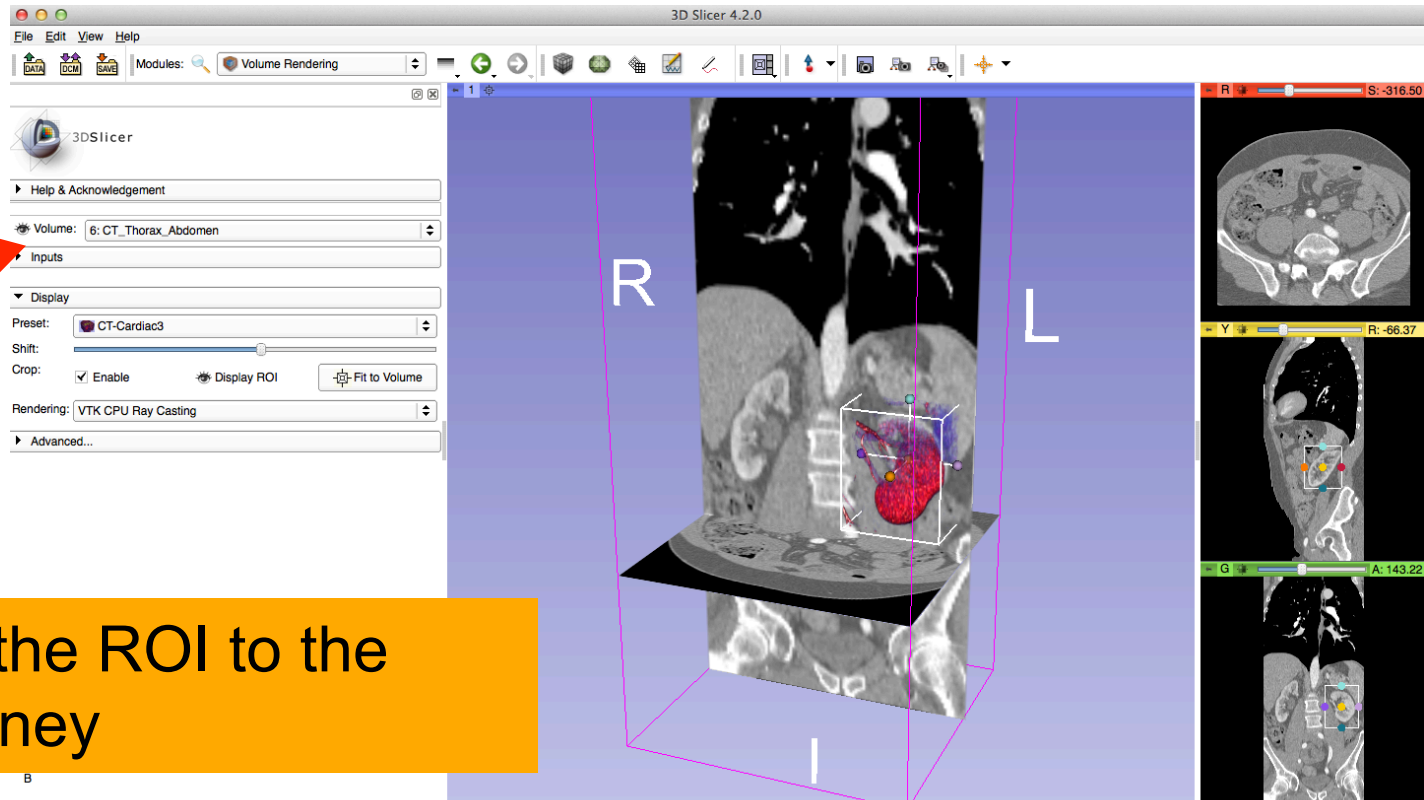 3D Slicer 4.2.0
File Edit View Help
DATA DCM SAVE Modules: Volume Rendering
1
R S: -316.50
3DSlicer
Help & Acknowledgement
Volume: 6: CT_Thorax_Abdomen
Inputs
Display
Preset: CT-Cardiac3
Shift:
Crop: Enable Display ROI Fit to Volume
Rendering: VTK CPU Ray Casting
Advanced...
R
L
I
Y R: -66.37
G A: 143.22
the ROI to the
ney
B